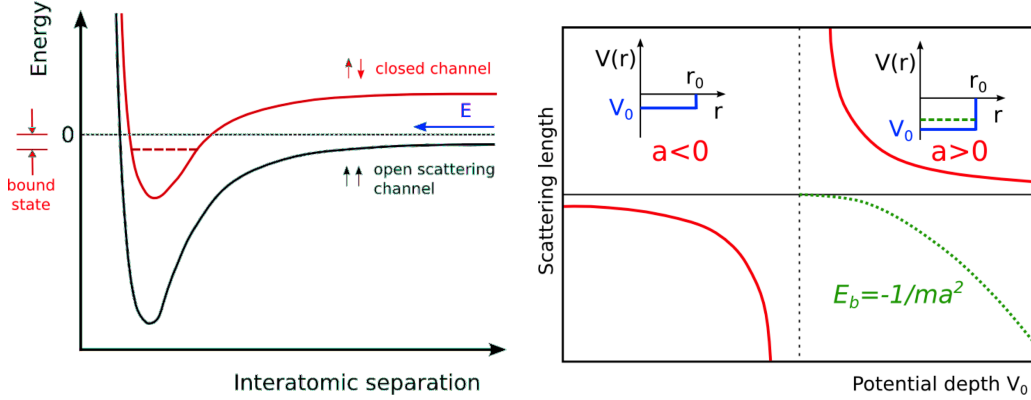 Energy
↑↓ closed channel
E
0
bound
state
↑↑ open scattering
channel
Interatomic separation
Scattering length
V(r)
r₀
r
V₀
a<0
V(r)
r₀
r
V₀
a>0
E_b=-1/ma²
Potential depth V₀